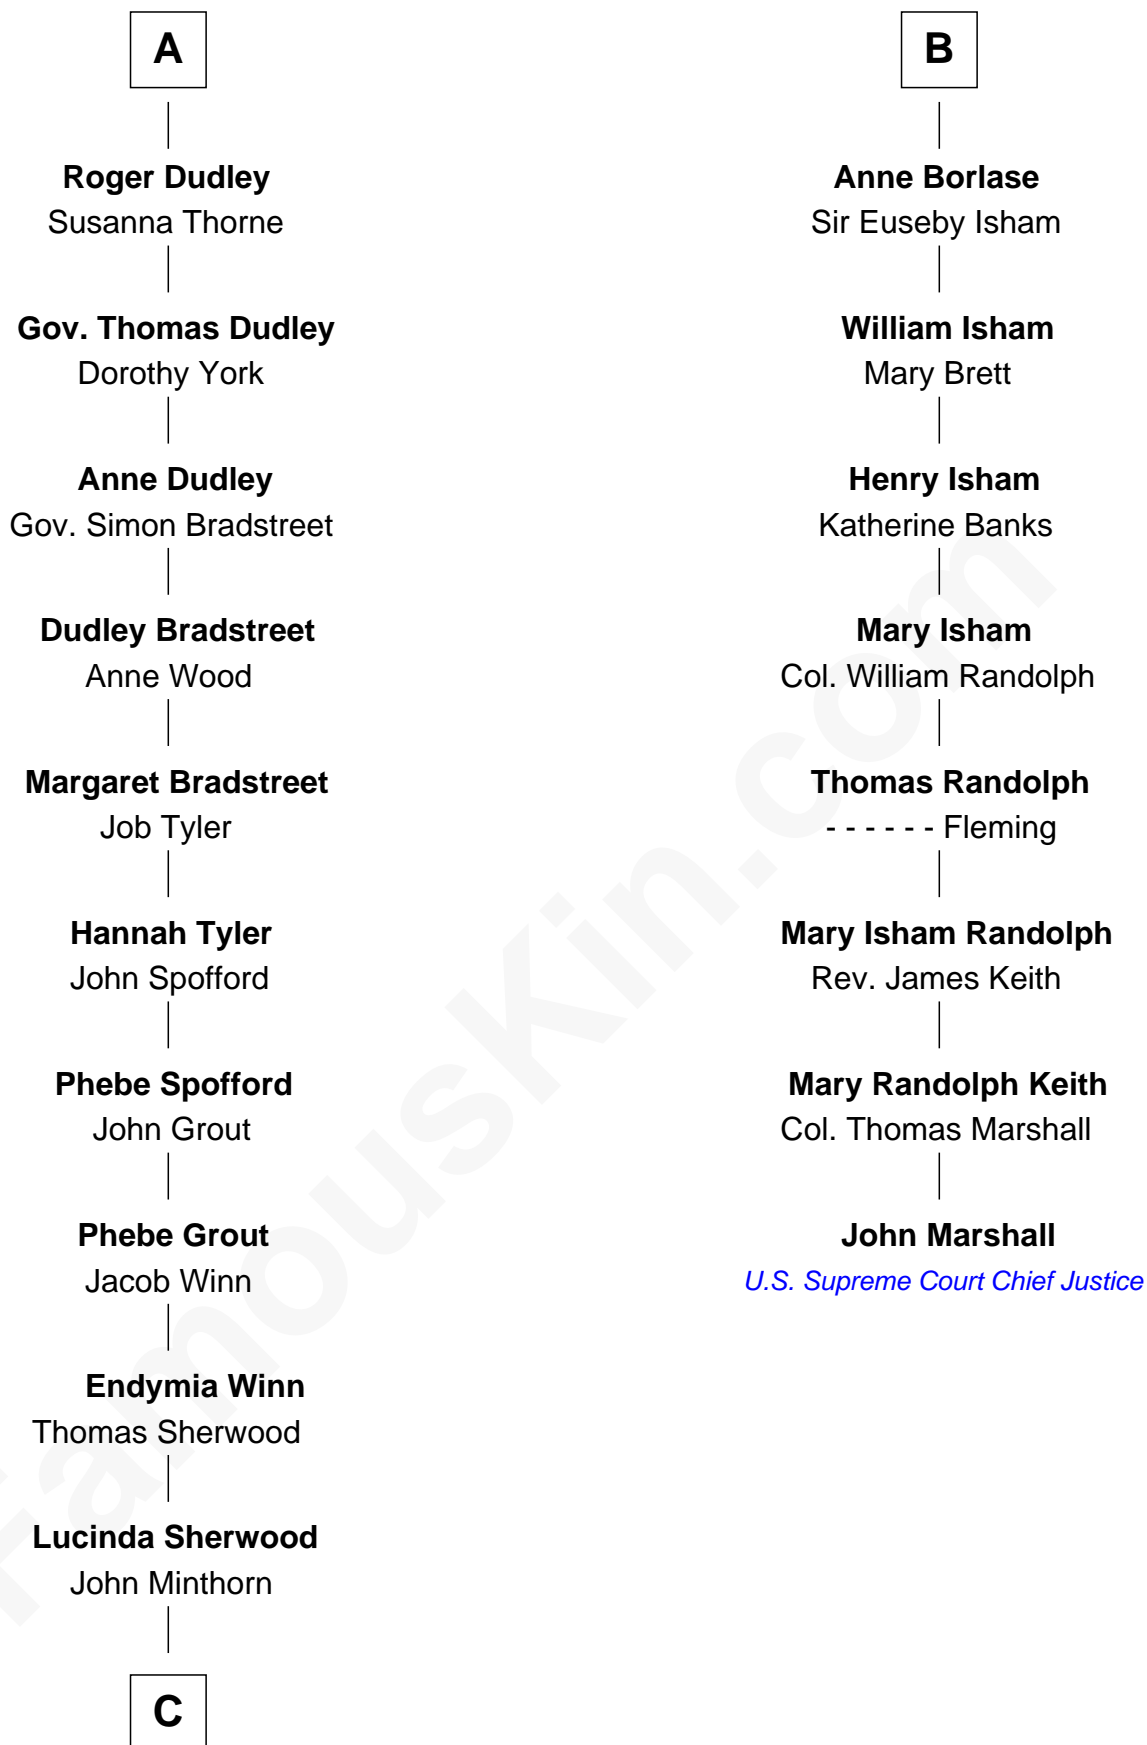 A
Roger Dudley
Susanna Thorne
Gov. Thomas Dudley
Dorothy York
Anne Dudley
Gov. Simon Bradstreet
Dudley Bradstreet
Anne Wood
Margaret Bradstreet
Job Tyler
Hannah Tyler
John Spofford
Phebe Spofford
John Grout
Phebe Grout
Jacob Winn
Endymia Winn
Thomas Sherwood
Lucinda Sherwood
John Minthorn
C
B
Anne Borlase
Sir Euseby Isham
William Isham
Mary Brett
Henry Isham
Katherine Banks
Mary Isham
Col. William Randolph
Thomas Randolph
- - - - - - Fleming
Mary Isham Randolph
Rev. James Keith
Mary Randolph Keith
Col. Thomas Marshall
John Marshall
U.S. Supreme Court Chief Justice
FamousKin.com